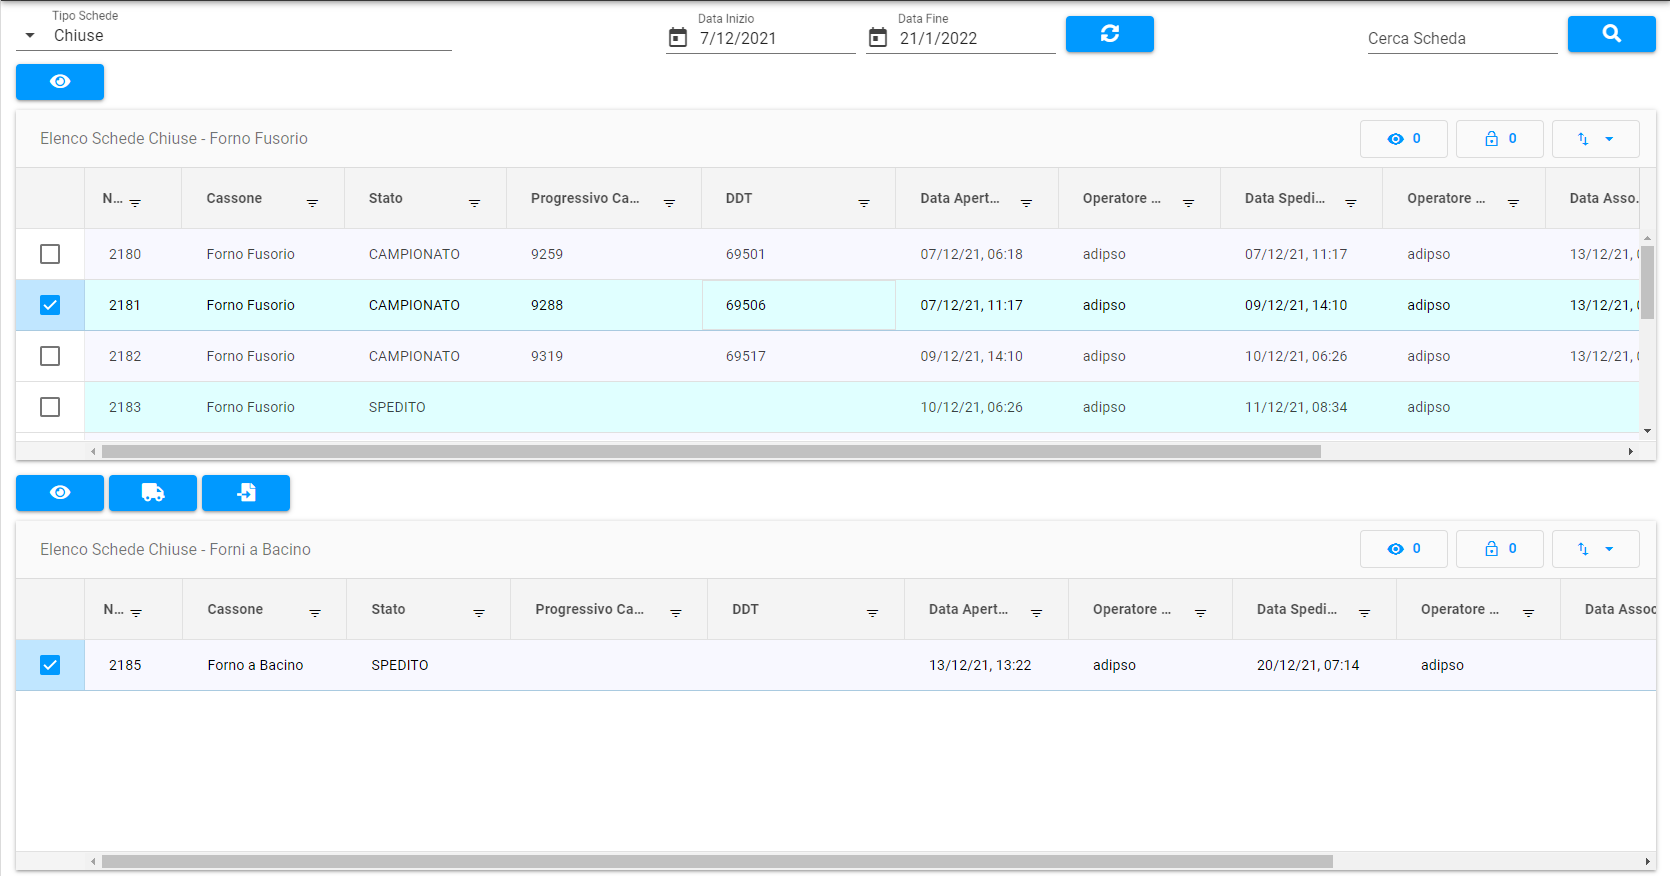 Tipo Schede
Chiuse
Data Inizio
7/12/2021
Data Fine
21/1/2022
Cerca Scheda
Elenco Schede Chiuse - Forno Fusorio
0
0
N... Cassone Stato Progressivo Ca... DDT Data Apert... Operatore ... Data Spedi... Operatore ... Data Asso.
2180 Forno Fusorio CAMPIONATO 9259 69501 07/12/21, 06:18 adipso 07/12/21, 11:17 adipso 13/12/21,
2181 Forno Fusorio CAMPIONATO 9288 69506 07/12/21, 11:17 adipso 09/12/21, 14:10 adipso 13/12/21,
2182 Forno Fusorio CAMPIONATO 9319 69517 09/12/21, 14:10 adipso 10/12/21, 06:26 adipso 13/12/21,
2183 Forno Fusorio SPEDITO 10/12/21, 06:26 adipso 11/12/21, 08:34 adipso
Elenco Schede Chiuse - Forni a Bacino
0
0
N... Cassone Stato Progressivo Ca... DDT Data Apert... Operatore ... Data Spedi... Operatore ... Data Assoc
2185 Forno a Bacino SPEDITO 13/12/21, 13:22 adipso 20/12/21, 07:14 adipso